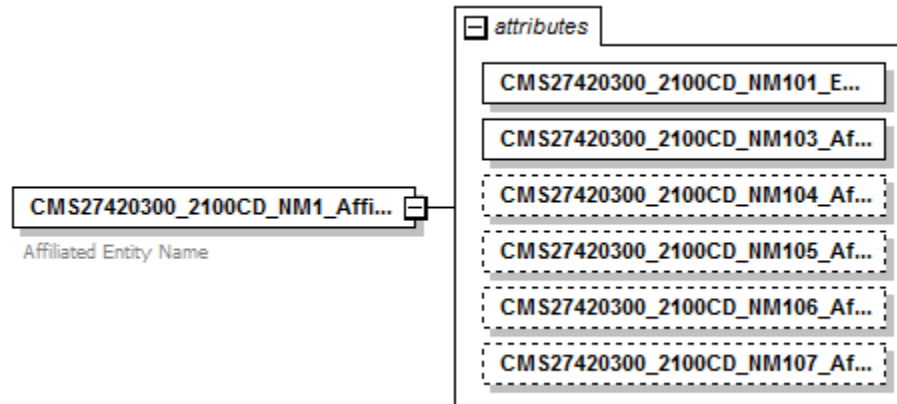 attributes
CMS27420300_2100CD_NM101_E...
CMS27420300_2100CD_NM103_Af...
CMS27420300_2100CD_NM1_Affi...
Affiliated Entity Name
CMS27420300_2100CD_NM104_Af...
CMS27420300_2100CD_NM105_Af...
CMS27420300_2100CD_NM106_Af...
CMS27420300_2100CD_NM107_Af...